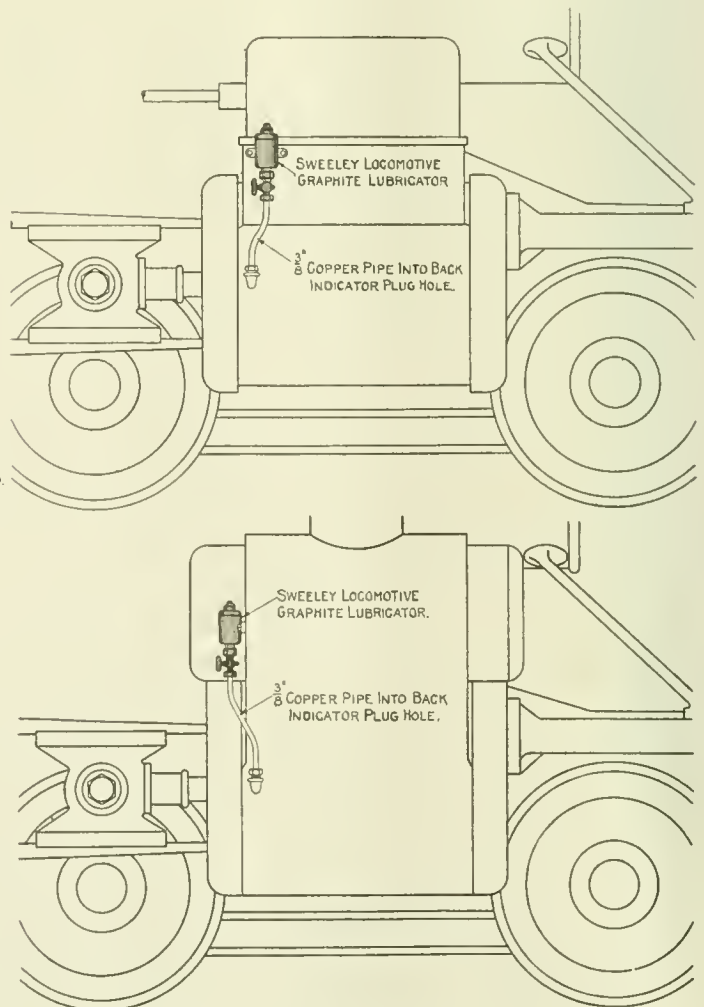 SWEELEY LOCOMOTIVE
GRAPHITE LUBRICATOR
3/8" COPPER PIPE INTO BACK
INDICATOR PLUG HOLE.
SWEELEY LOCOMOTIVE
GRAPHITE LUBRICATOR.
3/8" COPPER PIPE INTO BACK
INDICATOR PLUG HOLE.